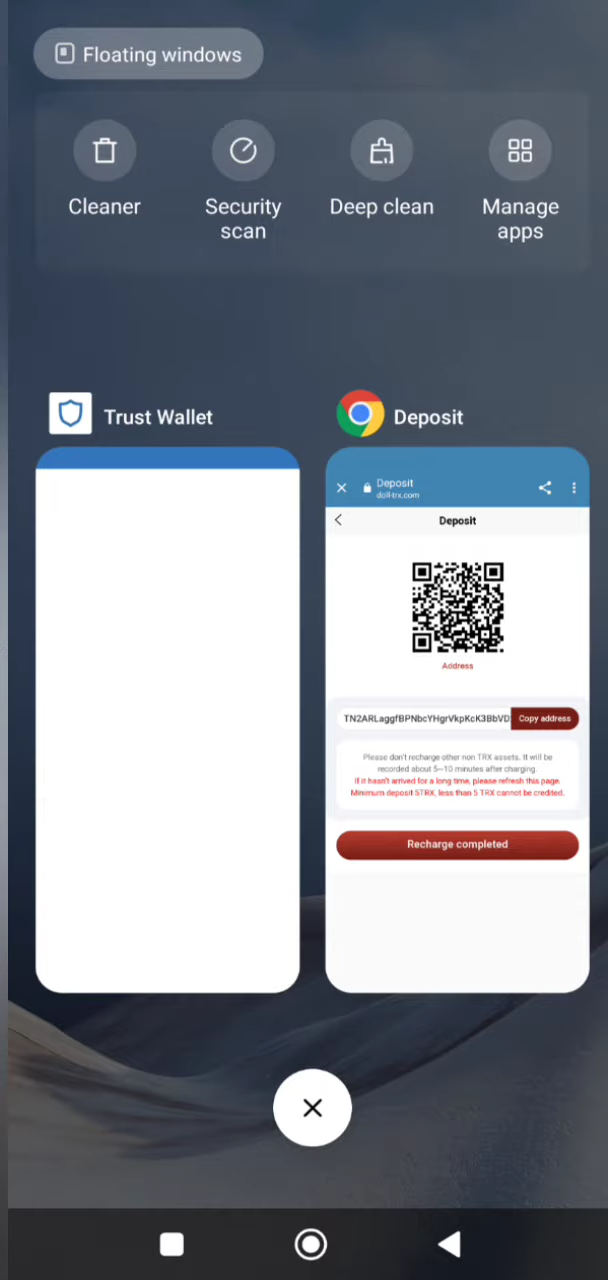 Floating windows
Cleaner
Security scan
Deep clean
Manage apps
Trust Wallet
Deposit
Deposit
doll-trx.com
Deposit
Address
TN2ARLaggfBPNbcYHgrVkpKcK3BbVD
Copy address
Please don't recharge other non TRX assets. It will be
recorded about 5—10 minutes after charging.
If it hasn't arrived for a long time, please refresh this page.
Minimum deposit 5TRX, less than 5 TRX cannot be credited.
Recharge completed